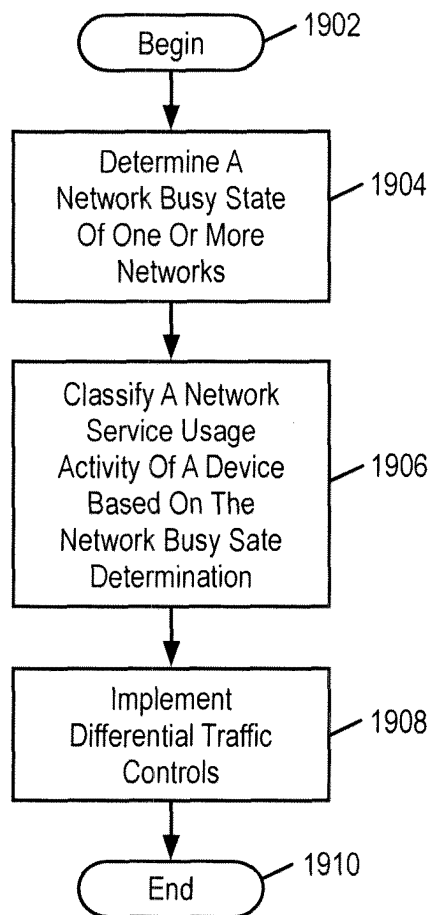 Begin
1902
Determine A
Network Busy State
Of One Or More
Networks
1904
Classify A Network
Service Usage
Activity Of A Device
Based On The
Network Busy Sate
Determination
1906
Implement
Differential Traffic
Controls
1908
End
1910